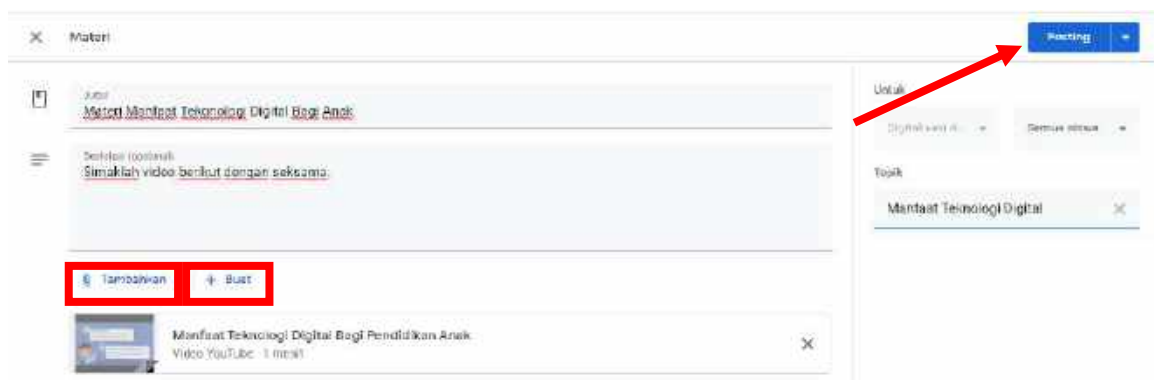 Materi
Posting
Judul
Materi Manfaat Tekgnologi Digital Bagi Anak
Untuk
Semua siswa
Deskripsi (opsional)
Simaklah video berikut dengan seksama.
Topik
Manfaat Teknologi Digital
Tambahkan
Buat
Manfaat Teknologi Digital Bagi Pendidikan Anak
Video YouTube 1 menit